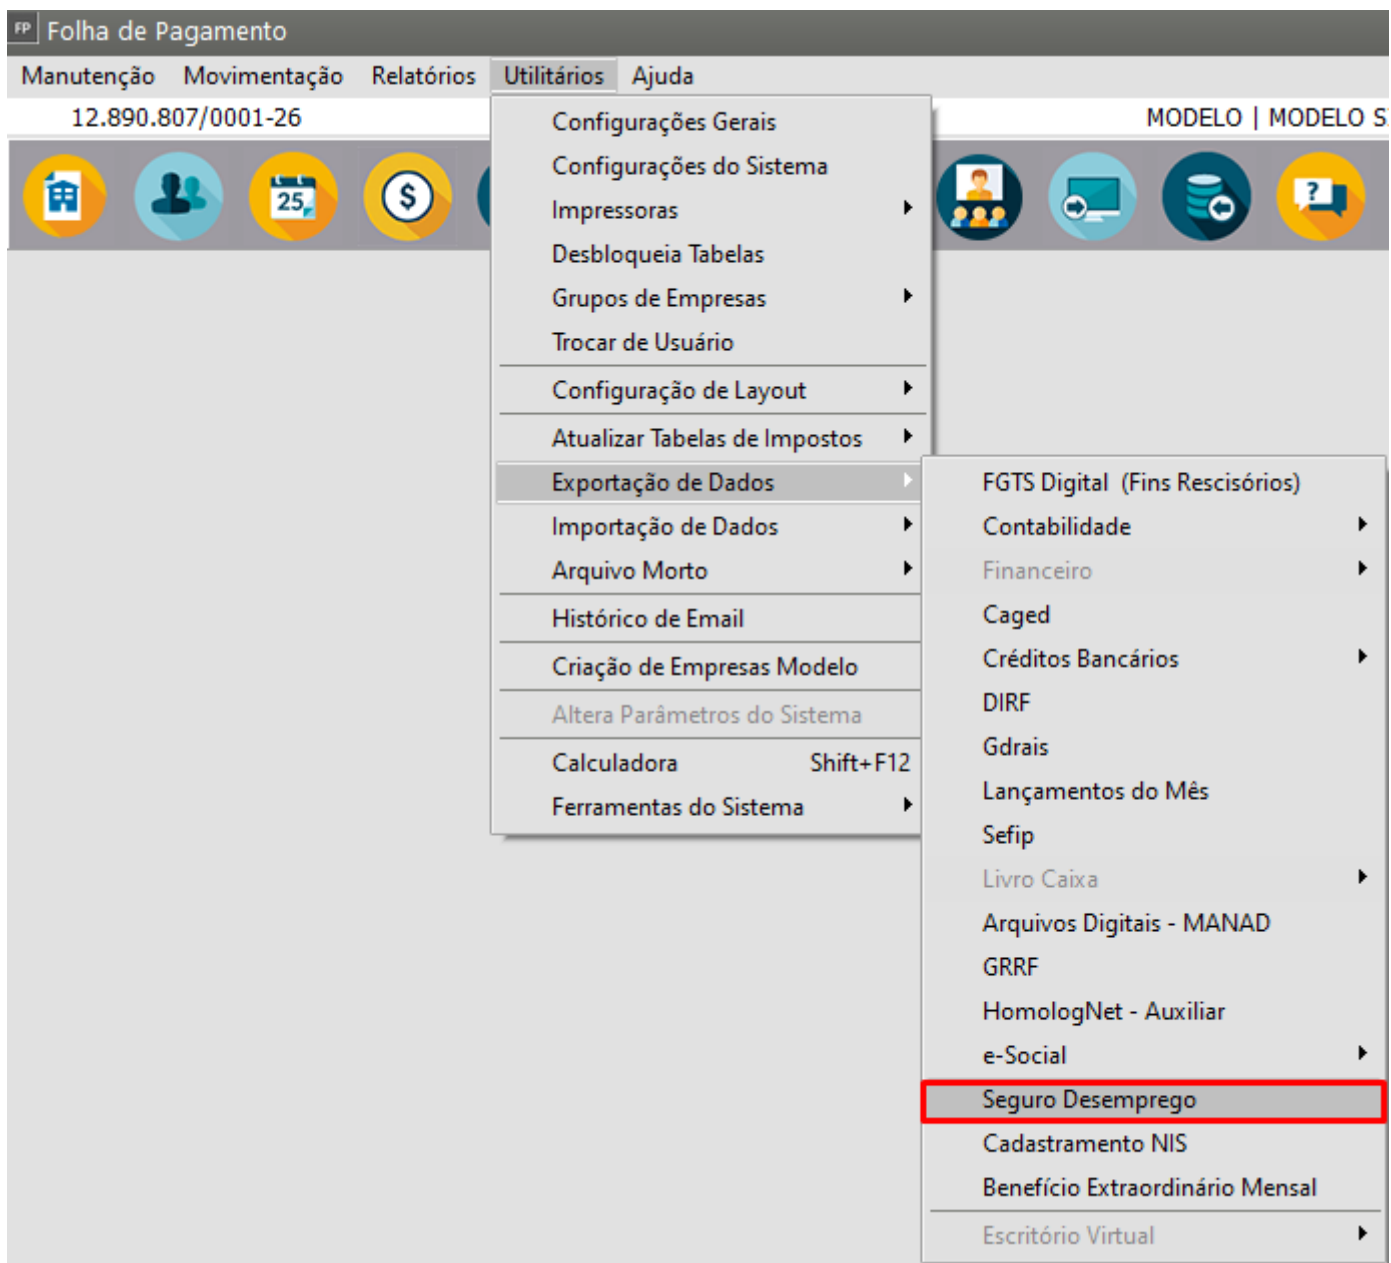 FP Folha de Pagamento
Manutenção Movimentação Relatórios Utilitários Ajuda
12.890.807/0001-26 MODELO | MODELO S
25
$
?
Configurações Gerais
Configurações do Sistema
Impressoras
Desbloqueia Tabelas
Grupos de Empresas
Trocar de Usuário
Configuração de Layout
Atualizar Tabelas de Impostos
Exportação de Dados
Importação de Dados
Arquivo Morto
Histórico de Email
Criação de Empresas Modelo
Altera Parâmetros do Sistema
Calculadora Shift+F12
Ferramentas do Sistema
FGTS Digital (Fins Rescisórios)
Contabilidade
Financeiro
Caged
Créditos Bancários
DIRF
Gdrais
Lançamentos do Mês
Sefip
Livro Caixa
Arquivos Digitais - MANAD
GRRF
HomologNet - Auxiliar
e-Social
Seguro Desemprego
Cadastramento NIS
Benefício Extraordinário Mensal
Escritório Virtual